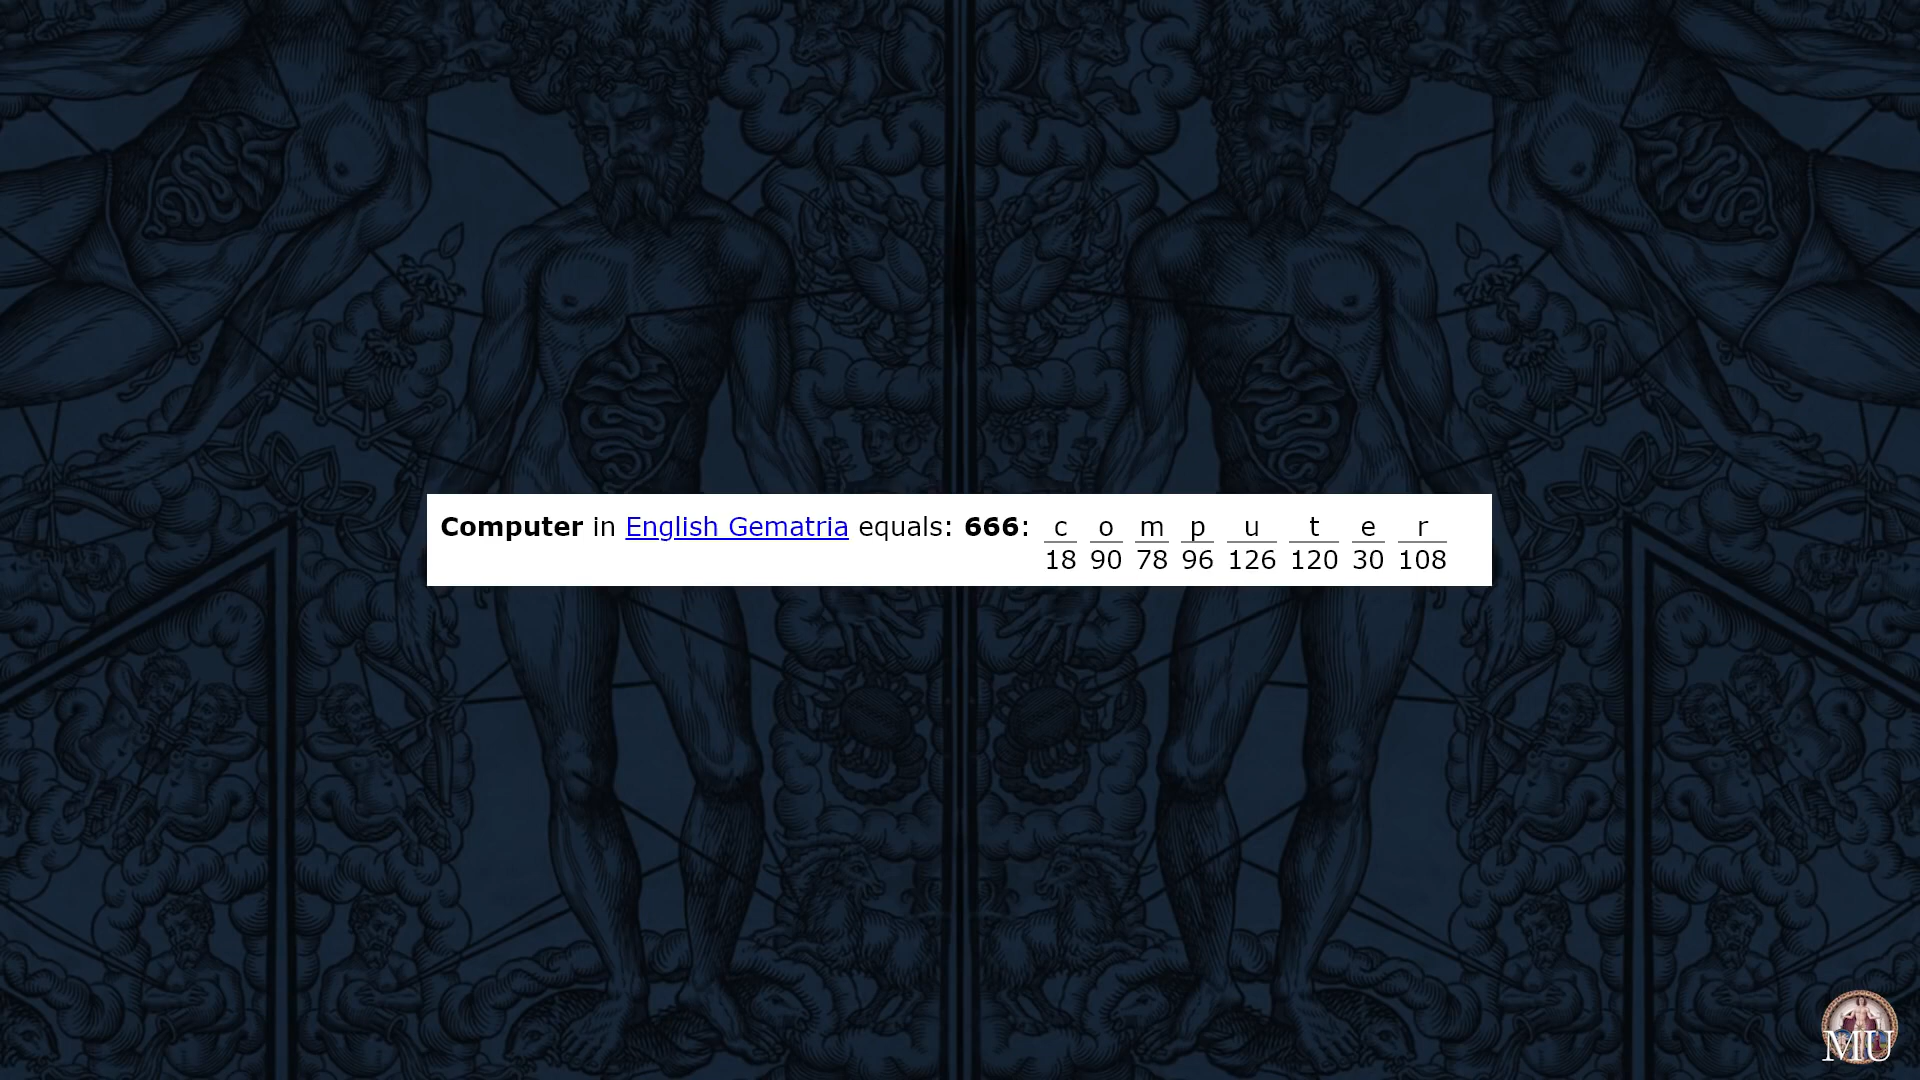 Computer in English Gematria equals: 666: c o m p u t e r
18 90 78 96 126 120 30 108
MU